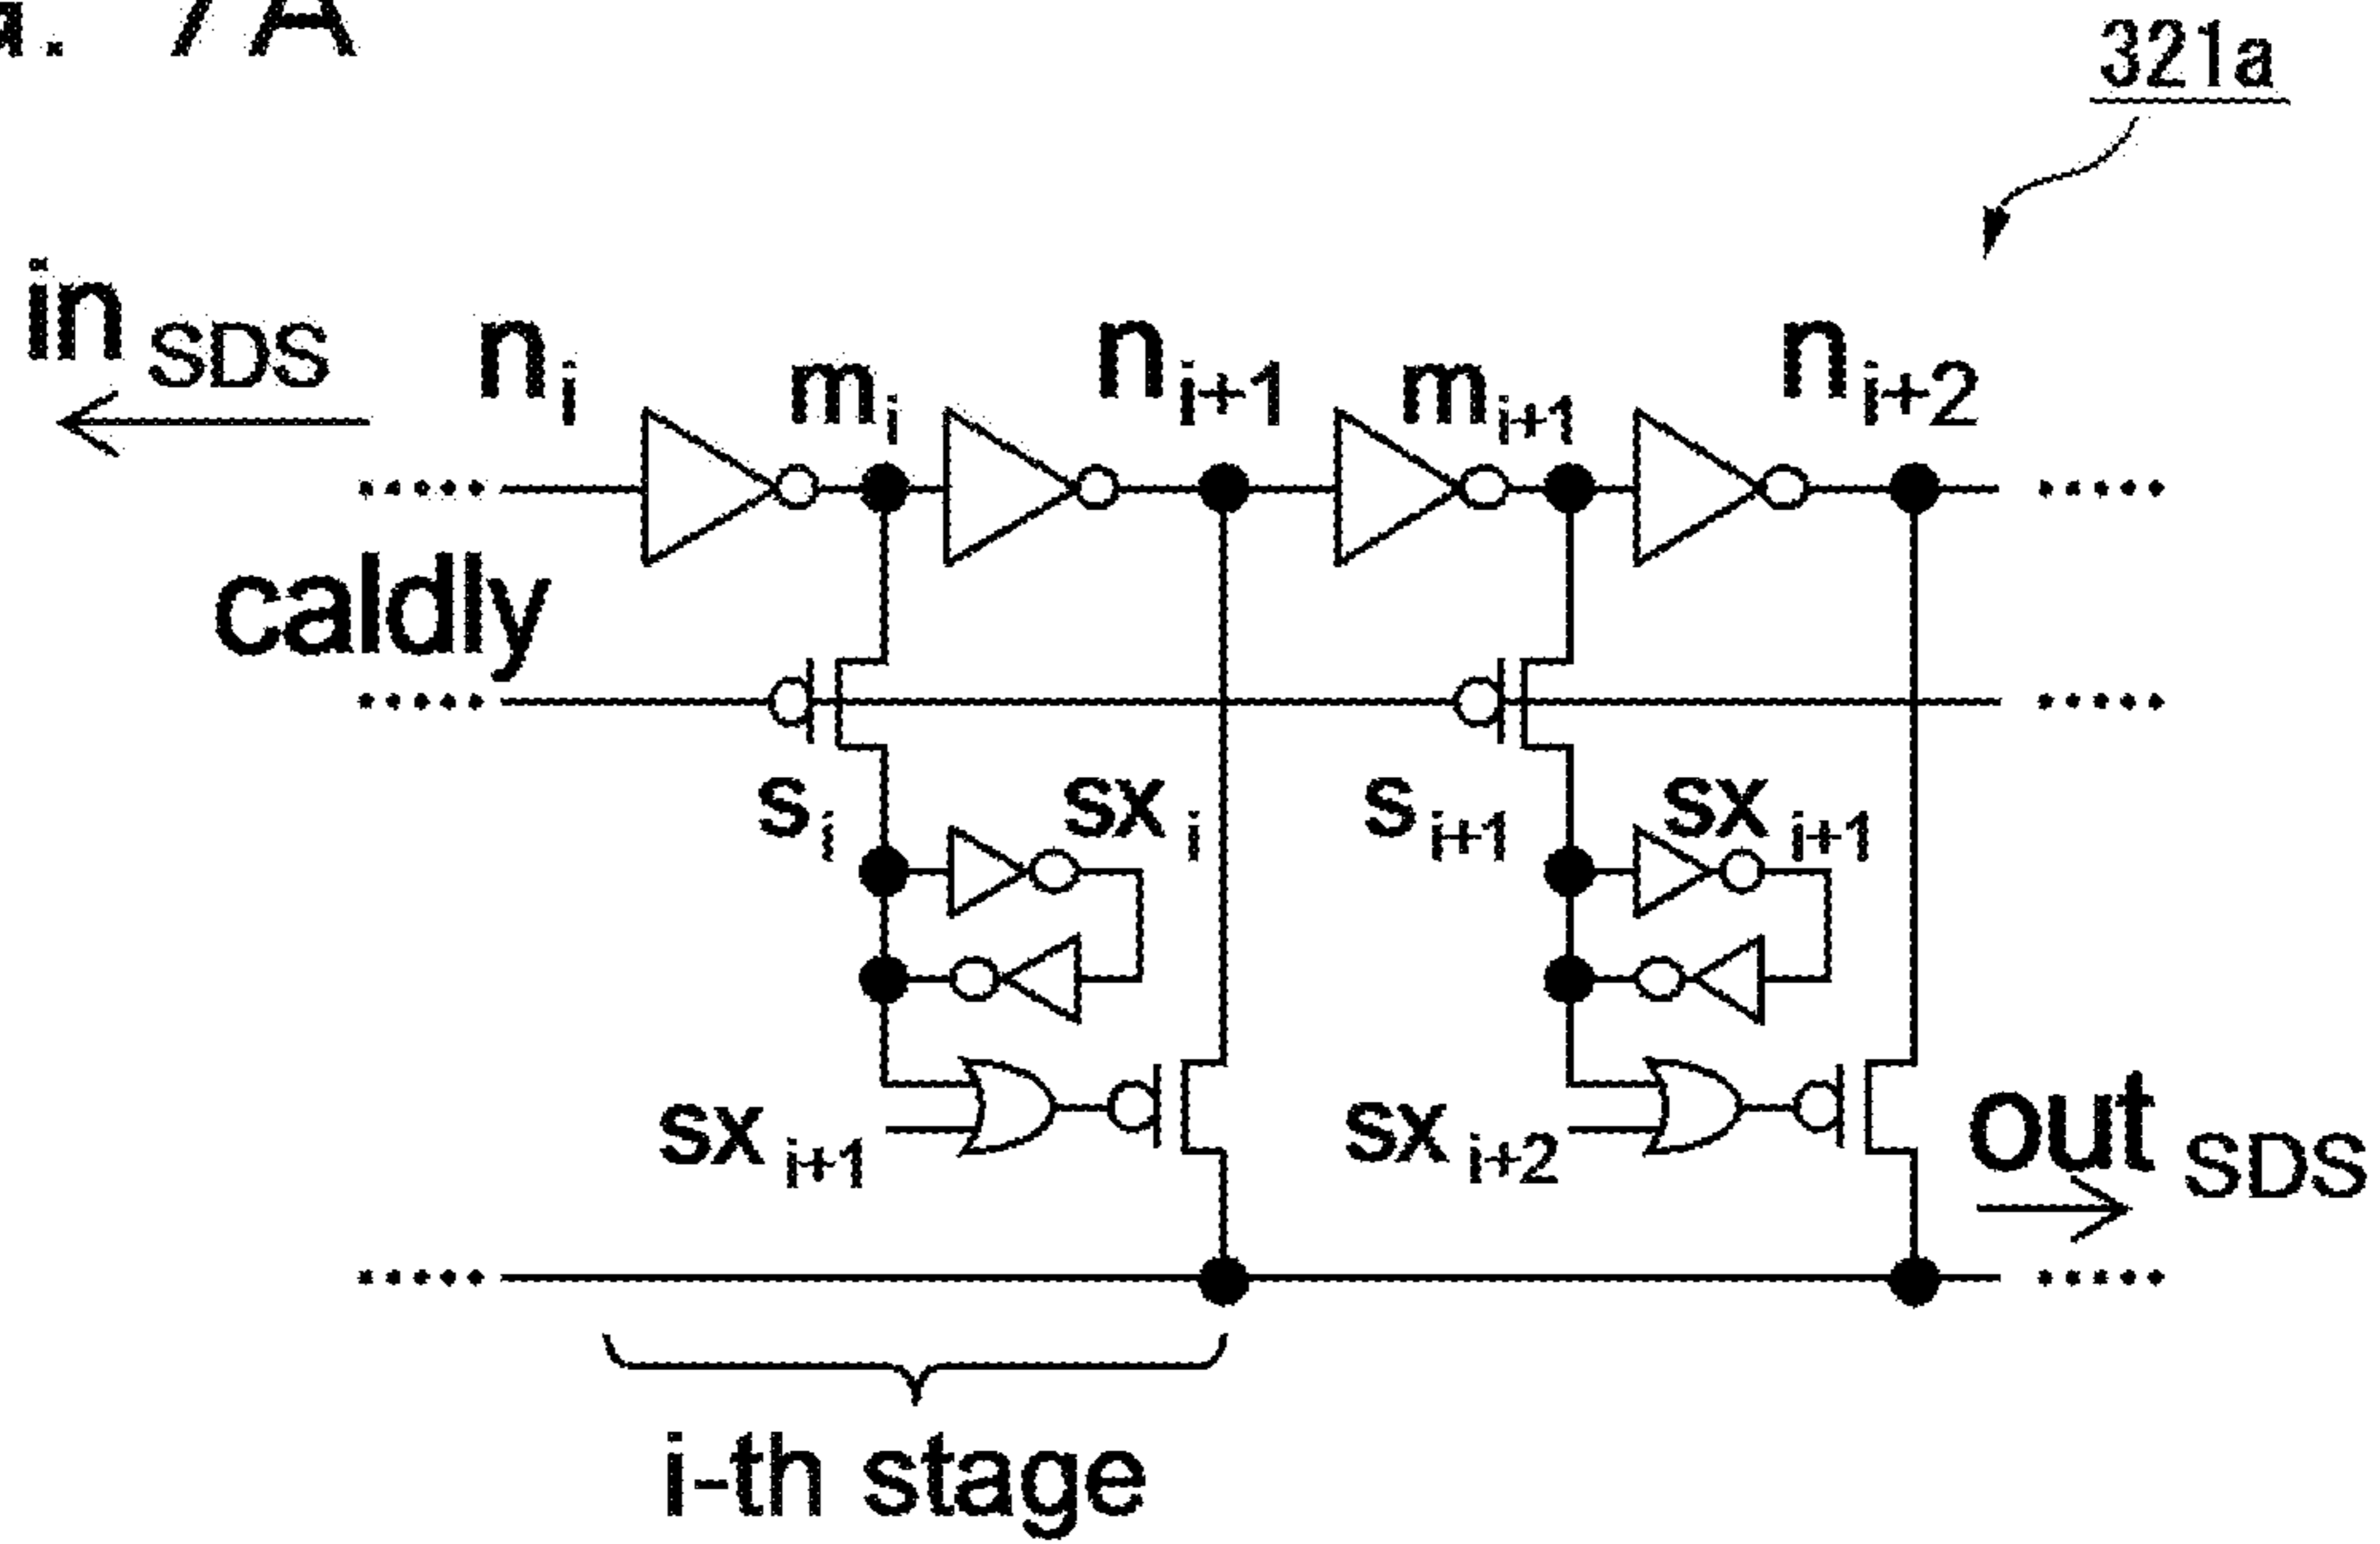 7A
321a
in SDS
n i
m i
n i+1
m i+1
n i+2
caldly
s i
sx i
s i+1
sx i+1
sx i+1
sx i+2
out SDS
i-th stage